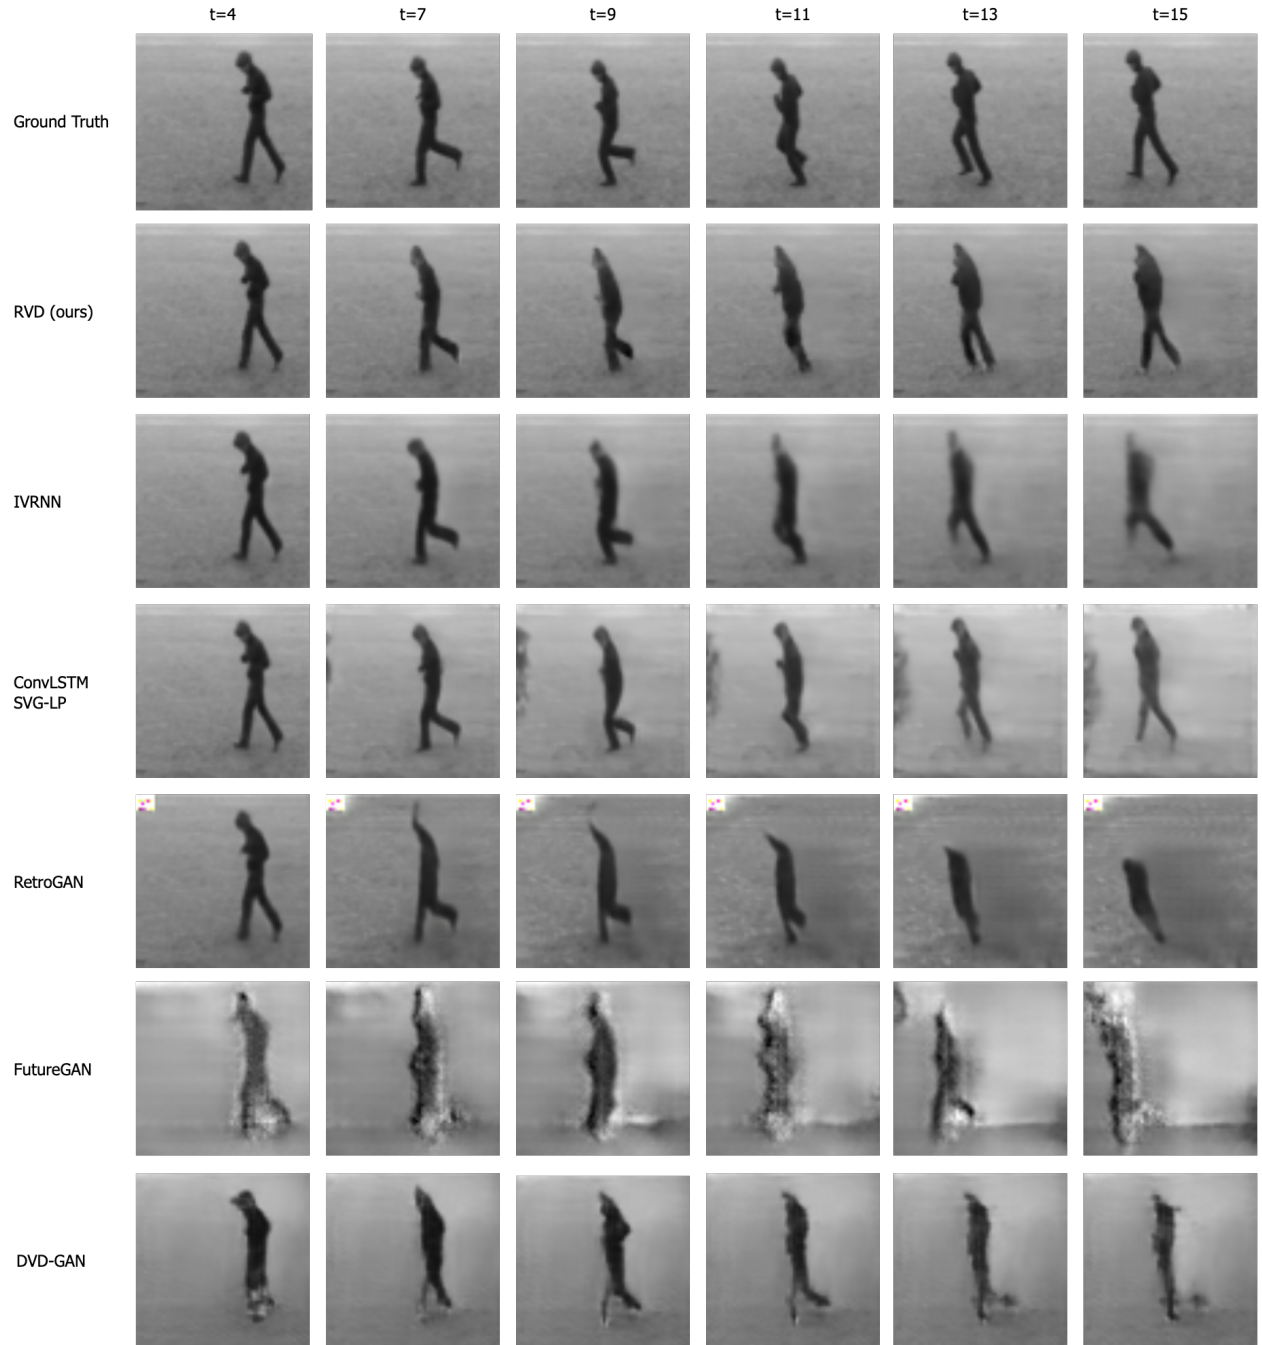 t=4 t=7 t=9 t=11 t=13 t=15
Ground Truth
RVD (ours)
IVRNN
ConvLSTM
SVG-LP
RetroGAN
FutureGAN
DVD-GAN